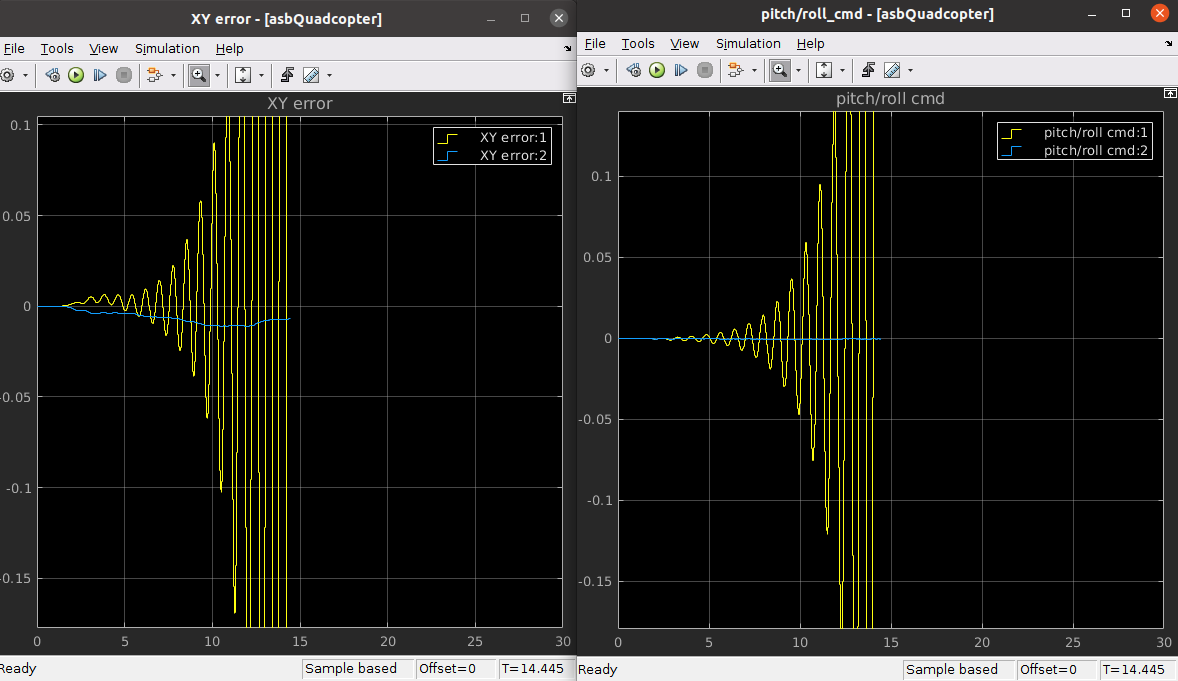 XY error - [asbQuadcopter]
File Tools View Simulation Help
XY error
XY error:1
XY error:2
0.1
0.05
0
-0.05
-0.1
-0.15
0 5 10 15 20 25 30
Ready Sample based Offset=0 T=14.445
pitch/roll_cmd - [asbQuadcopter]
File Tools View Simulation Help
pitch/roll cmd
pitch/roll cmd:1
pitch/roll cmd:2
0.1
0.05
0
-0.05
-0.1
-0.15
0 5 10 15 20 25 30
Ready Sample based Offset=0 T=14.445